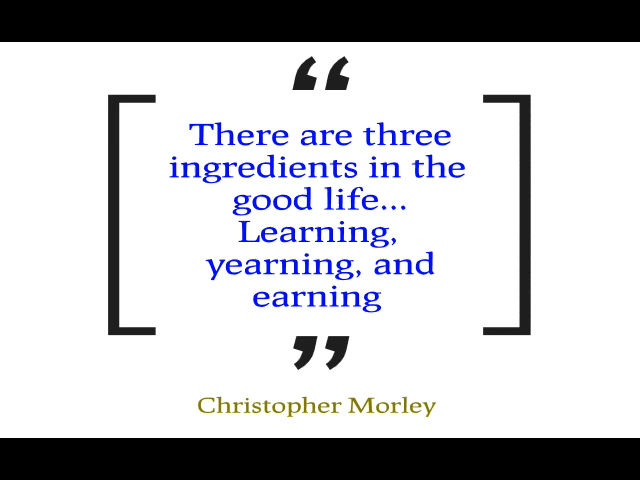 “
There are three
ingredients in the
good life...
Learning,
yearning, and
earning
”
Christopher Morley